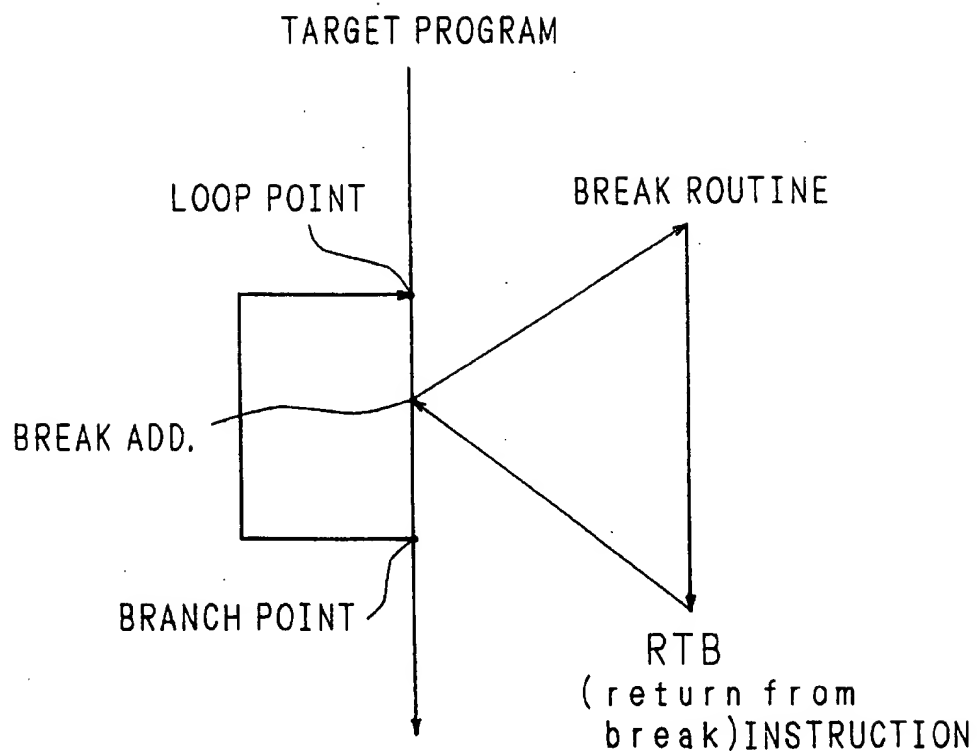 TARGET PROGRAM
LOOP POINT
BREAK ROUTINE
BREAK ADD.
BRANCH POINT
RTB
(return from
break)INSTRUCTION